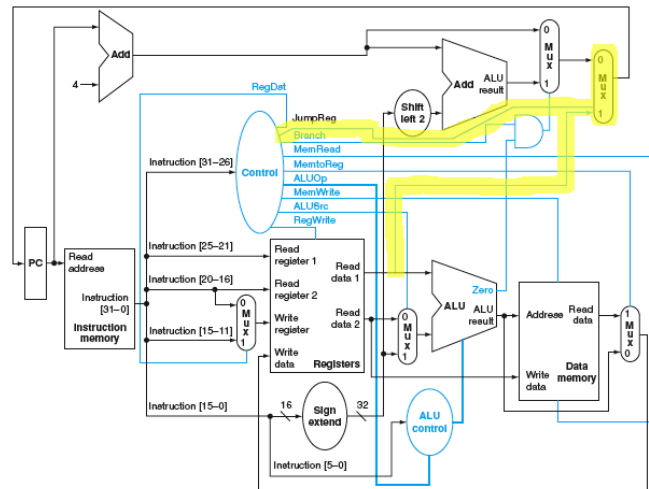 Add
4
RegDst
JumpReg
Branch
MemRead
MemtoReg
ALUOp
MemWrite
ALUSrc
RegWrite
Control
Shift
left 2
Add
ALU
result
0
Mux
1
0
Mux
1
PC
Read
address
Instruction
[31–0]
Instruction
memory
Instruction [31–26]
Instruction [25–21]
Instruction [20–16]
Instruction [15–11]
Instruction [15–0]
Instruction [5–0]
0
Mux
1
Read
register 1
Read
register 2
Write
register
Write
data
Read
data 1
Read
data 2
Registers
16
Sign
extend
32
0
Mux
1
Zero
ALU
ALU
result
ALU
control
Address
Read
data
Write
data
Data
memory
1
Mux
0